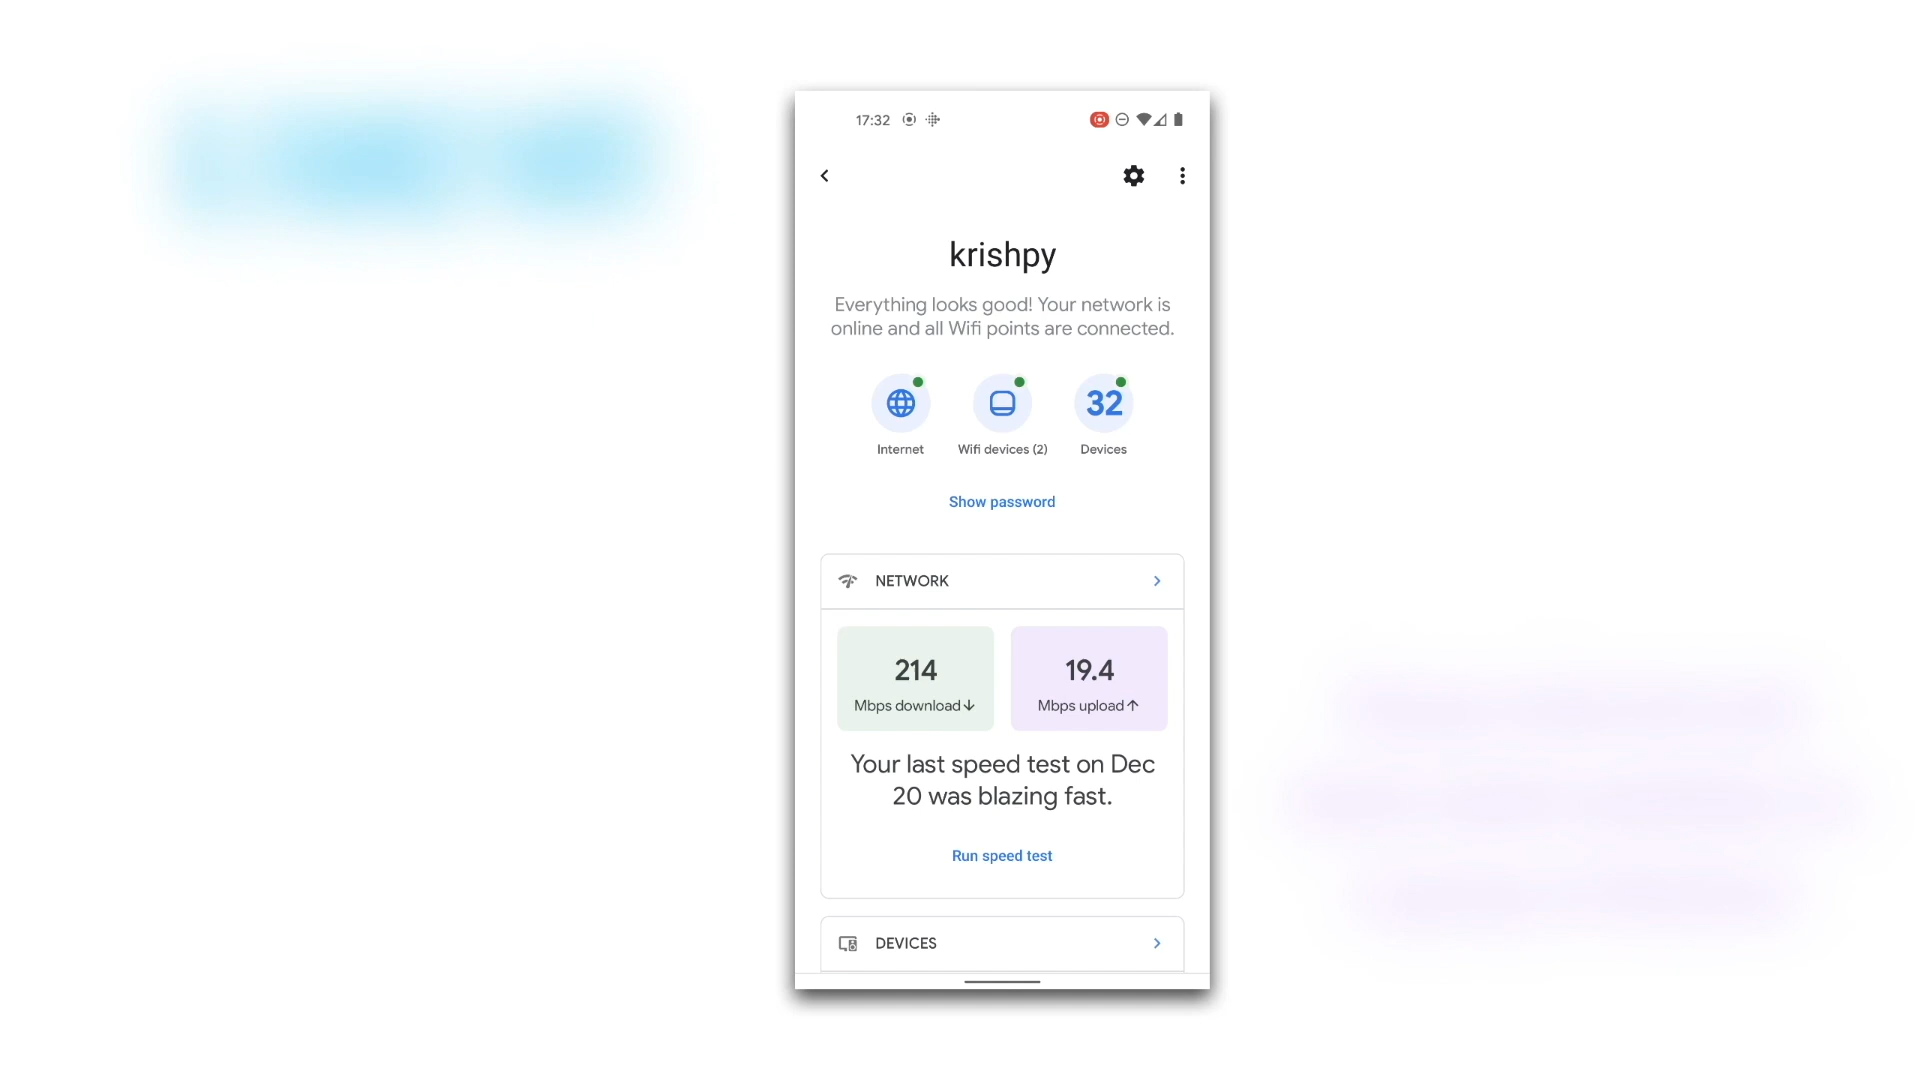 17:32
krishpy
Everything looks good! Your network is
online and all Wifi points are connected.
32
Internet
Wifi devices (2)
Devices
Show password
NETWORK
214
19.4
Mbps download↓
Mbps upload↑
Your last speed test on Dec
20 was blazing fast.
Run speed test
DEVICES